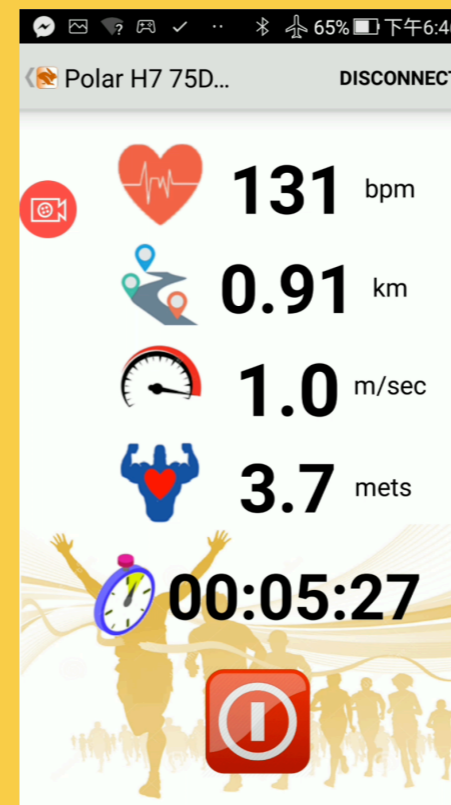 65% 下午6:4
Polar H7 75D... DISCONNECT
131 bpm
0.91 km
1.0 m/sec
3.7 mets
00:05:27